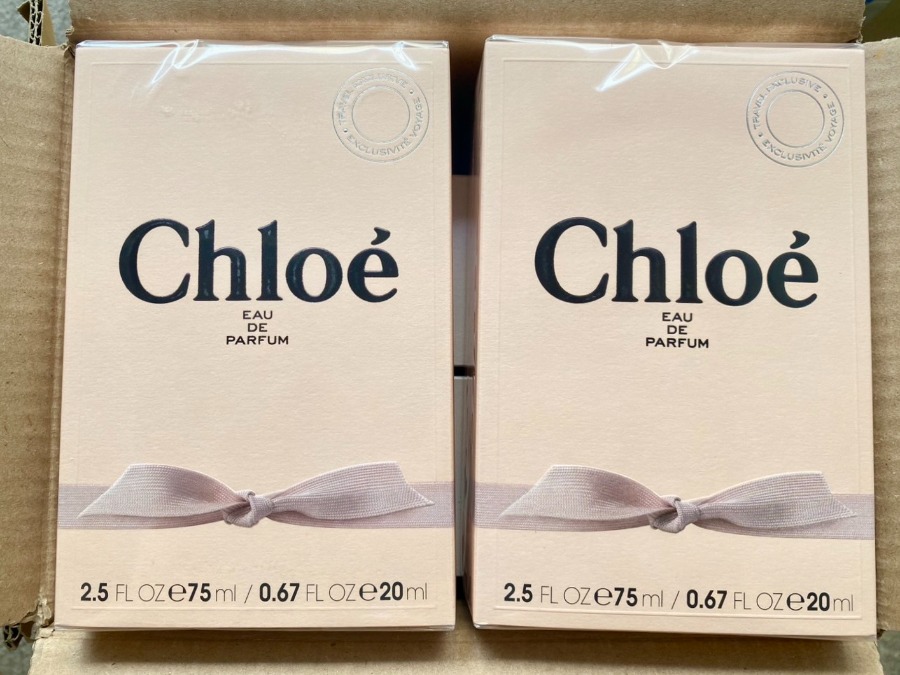 TRAVEL EXCLUSIVE • EXCLUSIVITÉ VOYAGE •
Chloé
EAU
DE
PARFUM
2.5 FL OZ e 75 ml / 0.67 FL OZ e 20 ml
TRAVEL EXCLUSIVE • EXCLUSIVITÉ VOYAGE •
Chloé
EAU
DE
PARFUM
2.5 FL OZ e 75 ml / 0.67 FL OZ e 20 ml